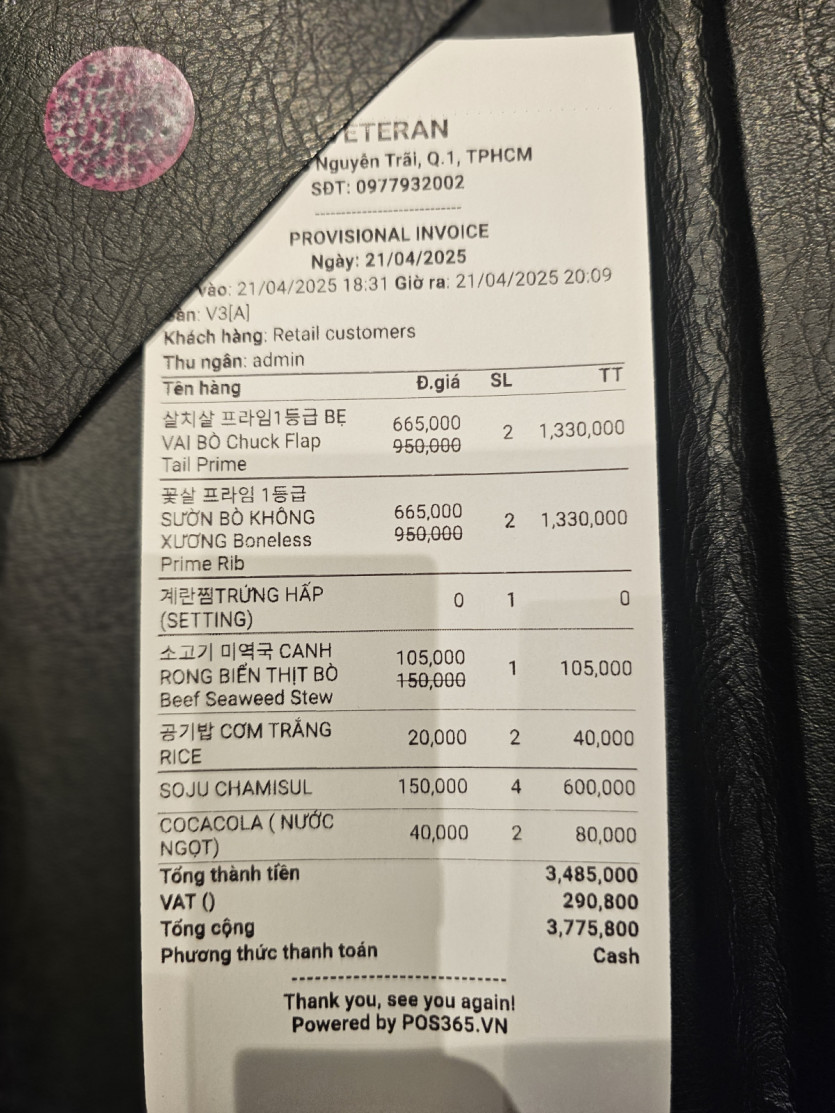 ETERAN
Nguyễn Trãi, Q.1, TPHCM
SĐT: 0977932002
PROVISIONAL INVOICE
Ngày: 21/04/2025
vào: 21/04/2025 18:31 Giờ ra: 21/04/2025 20:09
V3[A]
Khách hàng: Retail customers
Thu ngân: admin
Tên hàng Đ.giá SL TT
살치살 프라임1등급 BẸ
VAI BÒ Chuck Flap
Tail Prime
665,000
950,000
2 1,330,000
꽃살 프라임 1등급
SƯỜN BÒ KHÔNG
XƯƠNG Boneless
Prime Rib
665,000
950,000
2 1,330,000
계란찜TRỨNG HẤP
(SETTING)
0 1 0
소고기 미역국 CANH
RONG BIỂN THỊT BÒ
Beef Seaweed Stew
105,000
150,000
1 105,000
공기밥 CƠM TRẮNG
RICE
20,000 2 40,000
SOJU CHAMISUL 150,000 4 600,000
COCACOLA ( NƯỚC
NGỌT)
40,000 2 80,000
Tổng thành tiền 3,485,000
VAT () 290,800
Tổng cộng 3,775,800
Phương thức thanh toán Cash
Thank you, see you again!
Powered by POS365.VN